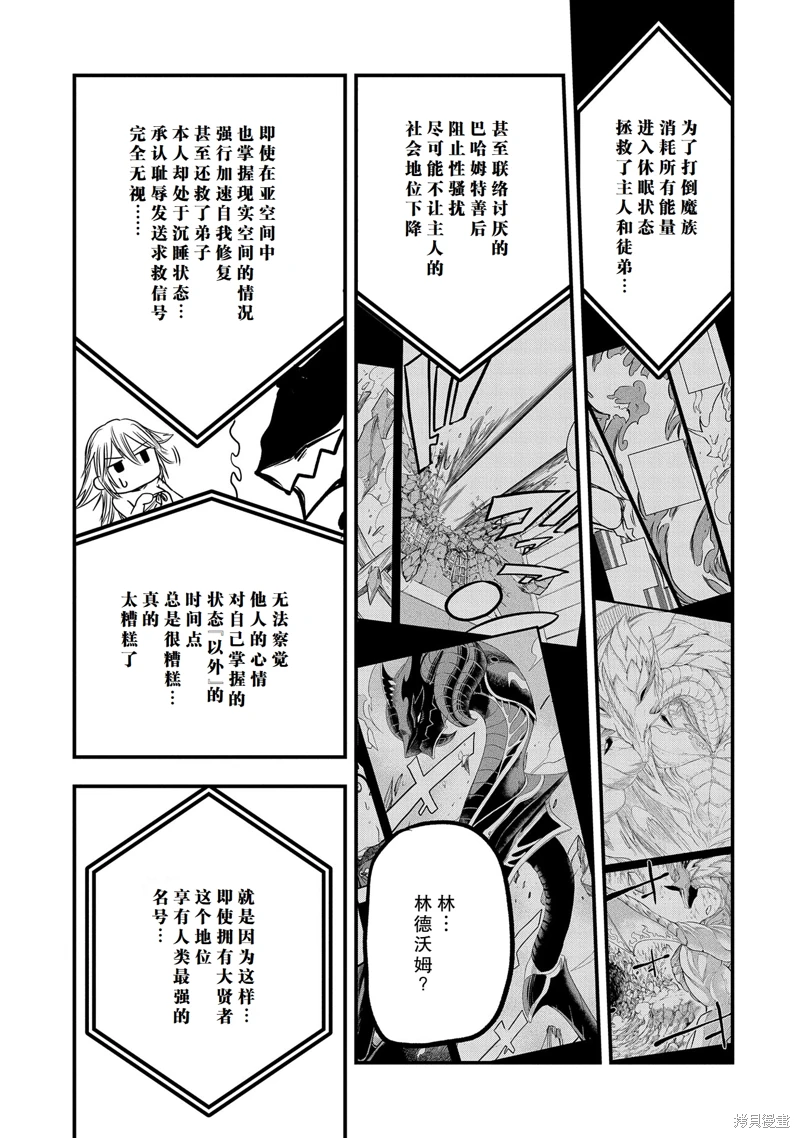 为了打倒魔族
消耗所有能量
进入休眠状态
拯救了主人和徒弟…
甚至联络讨厌的
巴哈姆特善后
阻止性骚扰
尽可能不让主人的
社会地位下降
即使在亚空间中
也掌握现实空间的情况
强行加速自我修复
甚至还救了弟子
本人却处于沉睡状态…
承认耻辱发送求救信号
完全无视……
无法察觉
他人的心情
对自己掌握的
状态『以外』的
时间点
总是很糟糕…
真的
太糟糕了
林…
林德沃姆?
就是因为这样…
即使拥有大贤者
这个地位
享有人类最强的
名号…
拷贝漫畫